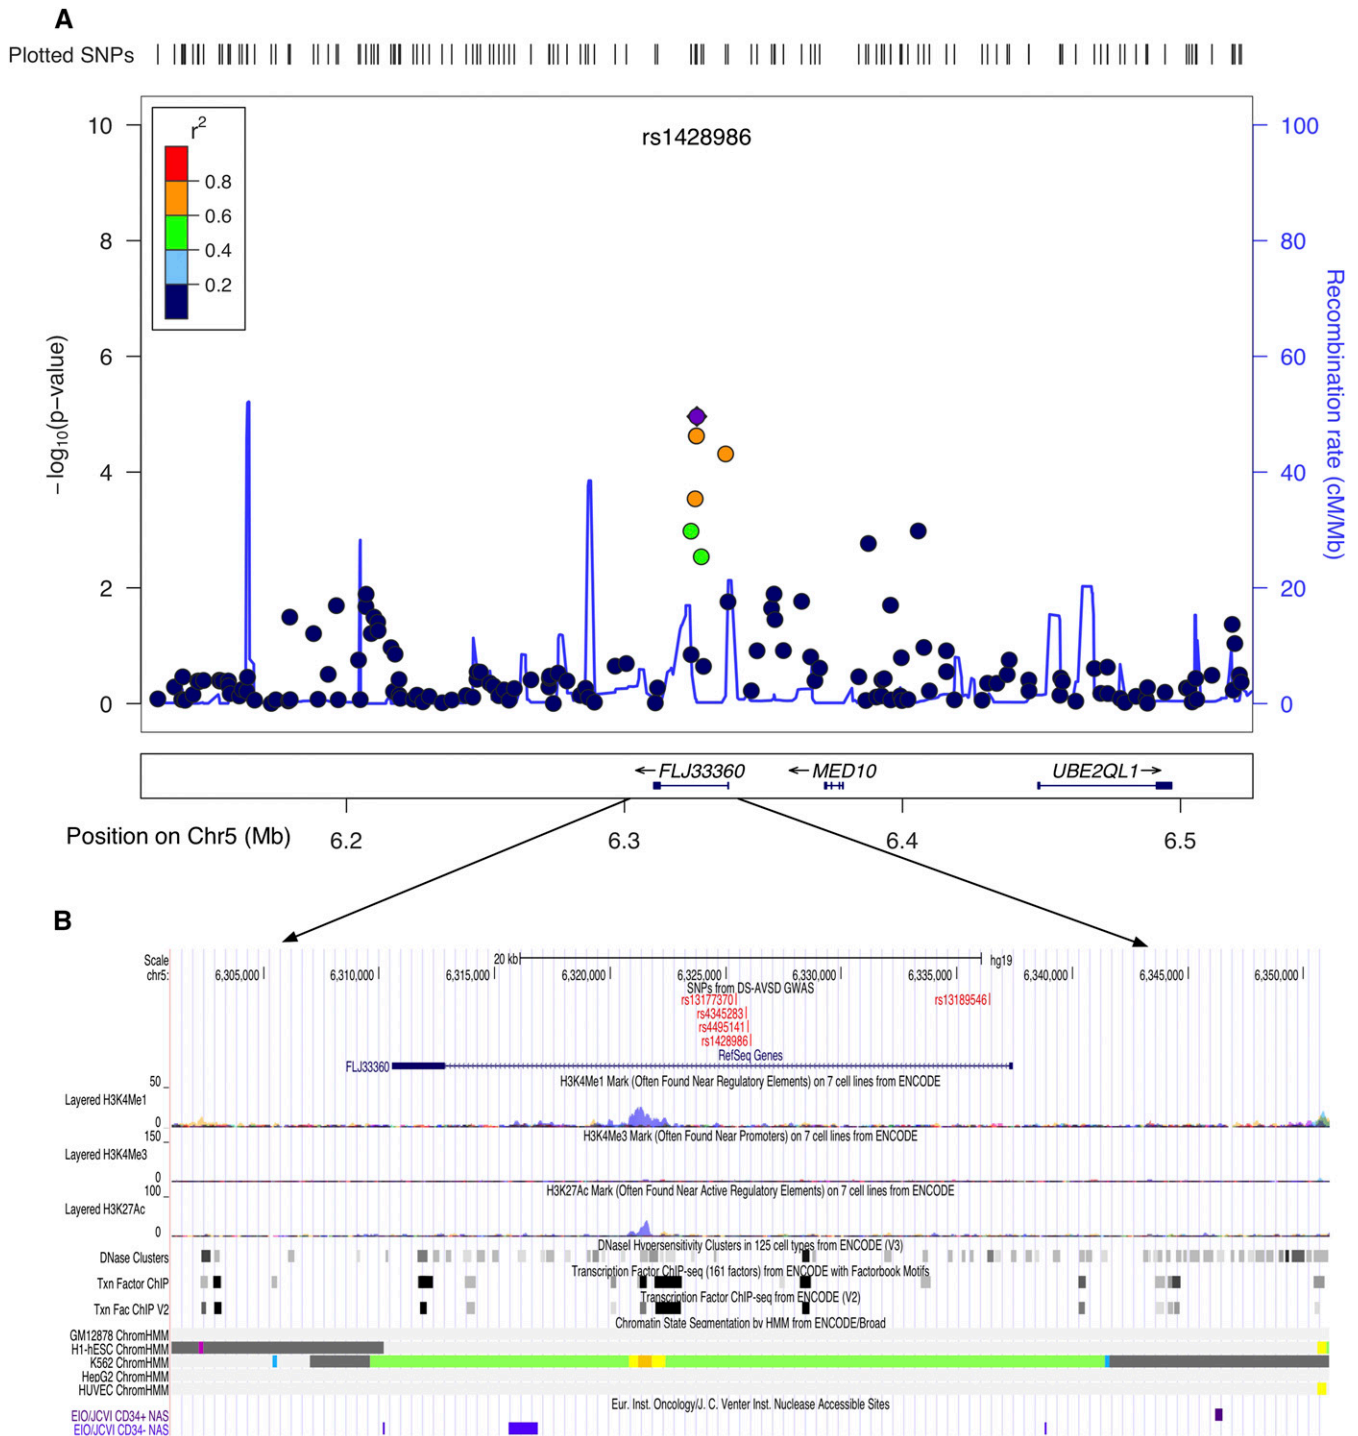 A
Plotted SNPs
rs1428986
r2
0.8
0.6
0.4
0.2
10
8
6
4
2
0
−log10(p−value)
100
80
60
40
20
0
Recombination rate (cM/Mb)
FLJ33360
MED10
UBE2QL1
Position on Chr5 (Mb)
6.2
6.3
6.4
6.5
B
Scale
20 kb
hg19
chr5:
6,305,000
6,310,000
6,315,000
6,320,000
6,325,000
6,330,000
6,335,000
6,340,000
6,345,000
6,350,000
SNPs from DS-AVSD GWAS
rs13177370
rs13189546
rs4345283
rs4495141
rs1428986
RefSeq Genes
FLJ33360
H3K4Me1 Mark (Often Found Near Regulatory Elements) on 7 cell lines from ENCODE
50
Layered H3K4Me1
0
H3K4Me3 Mark (Often Found Near Promoters) on 7 cell lines from ENCODE
150
Layered H3K4Me3
0
H3K27Ac Mark (Often Found Near Active Regulatory Elements) on 7 cell lines from ENCODE
100
Layered H3K27Ac
0
DNaseI Hypersensitivity Clusters in 125 cell types from ENCODE (V3)
DNase Clusters
Transcription Factor ChIP-seq (161 factors) from ENCODE with Factorbook Motifs
Txn Factor ChIP
Transcription Factor ChIP-seq from ENCODE (V2)
Txn Fac ChIP V2
Chromatin State Segmentation by HMM from ENCODE/Broad
GM12878 ChromHMM
H1-hESC ChromHMM
K562 ChromHMM
HepG2 ChromHMM
HUVEC ChromHMM
Eur. Inst. Oncology/J. C. Venter Inst. Nuclease Accessible Sites
EIO/JCVI CD34+ NAS
EIO/JCVI CD34- NAS